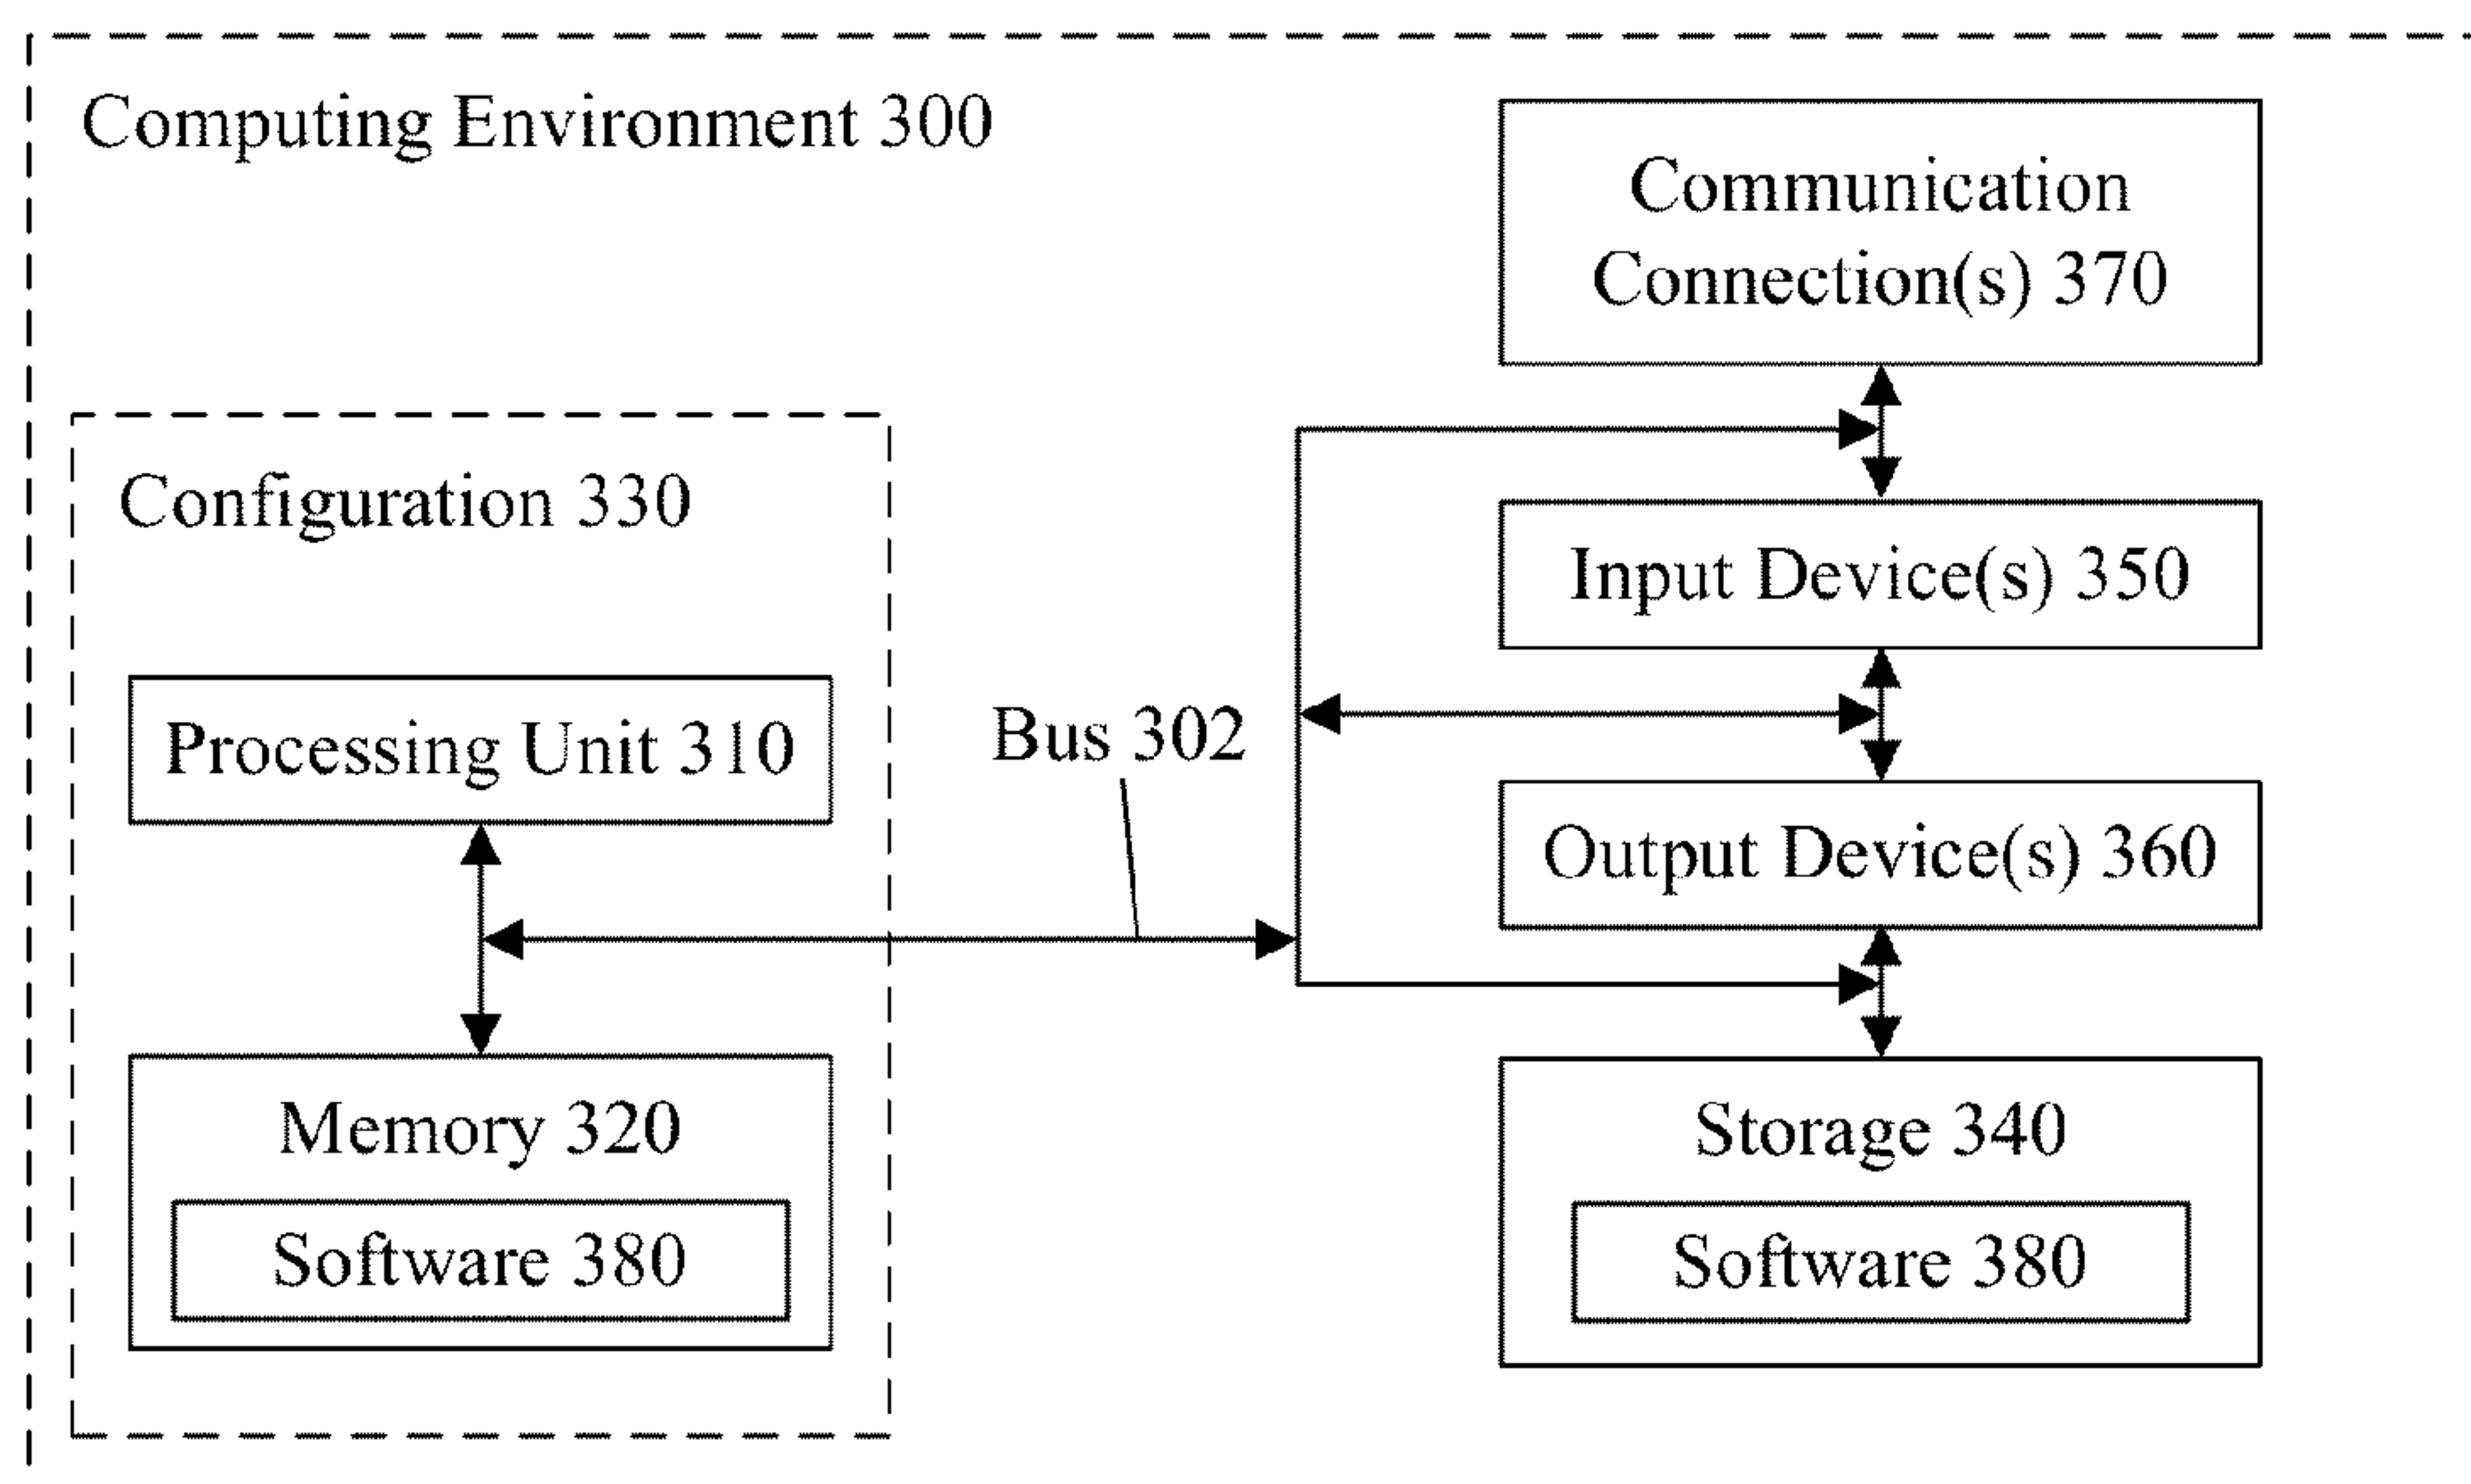 Computing Environment 300
Communication
Connection(s) 370
Configuration 330
Input Device(s) 350
Processing Unit 310
Bus 302
Output Device(s) 360
Memory 320
Software 380
Storage 340
Software 380